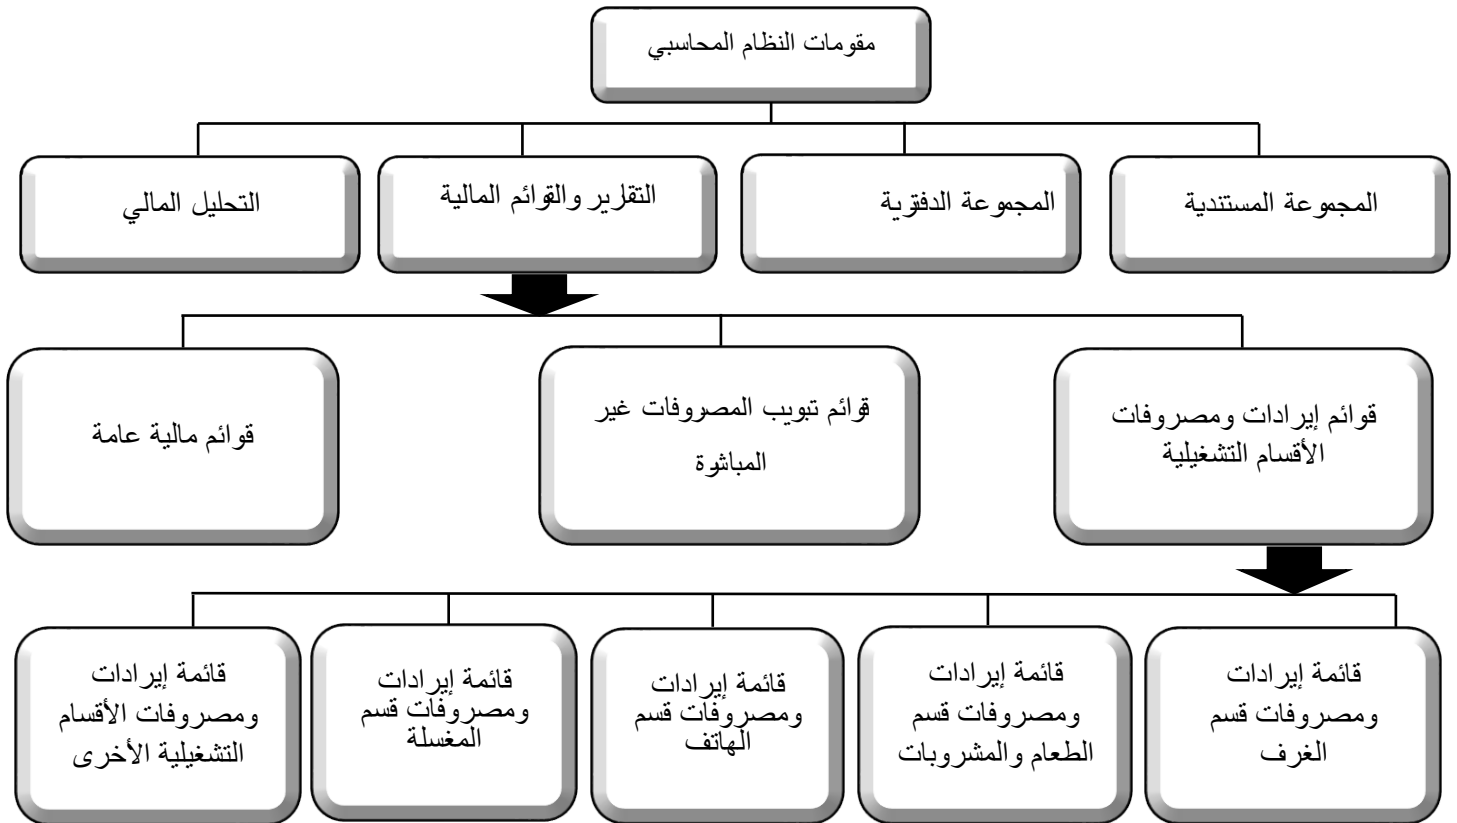 مقومات النظام المحاسبي
المجموعة المستندية
المجموعة الدفترية
التقارير والقوائم المالية
التحليل المالي
قوائم إيرادات ومصروفات
الأقسام التشغيلية
قوائم تبويب المصروفات غير
المباشرة
قوائم مالية عامة
قائمة إيرادات
ومصروفات قسم
الغرف
قائمة إيرادات
ومصروفات قسم
الطعام والمشروبات
قائمة إيرادات
ومصروفات قسم
الهاتف
قائمة إيرادات
ومصروفات قسم
المغسلة
قائمة إيرادات
ومصروفات الأقسام
التشغيلية الأخرى